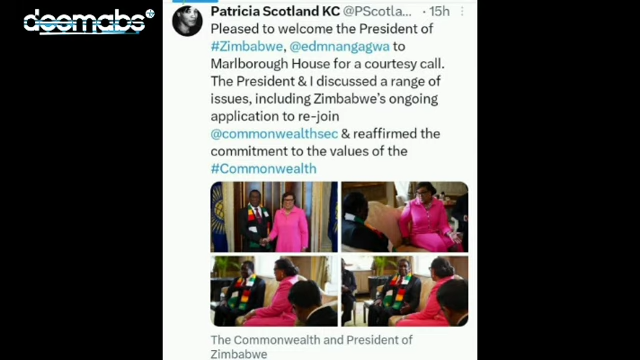 deemabs
Patricia Scotland KC @PScotla... · 15h
Pleased to welcome the President of
#Zimbabwe, @edmnangagwa to
Marlborough House for a courtesy call.
The President & I discussed a range of
issues, including Zimbabwe's ongoing
application to re-join
@commonwealthsec & reaffirmed the
commitment to the values of the
#Commonwealth
The Commonwealth and President of
Zimbabwe